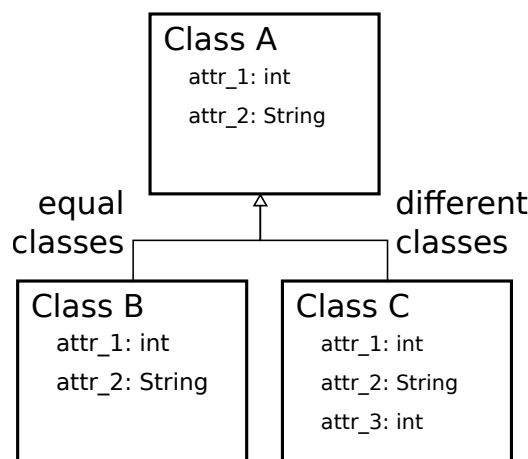 Class A
attr_1: int
attr_2: String
equal
classes
different
classes
Class B
attr_1: int
attr_2: String
Class C
attr_1: int
attr_2: String
attr_3: int